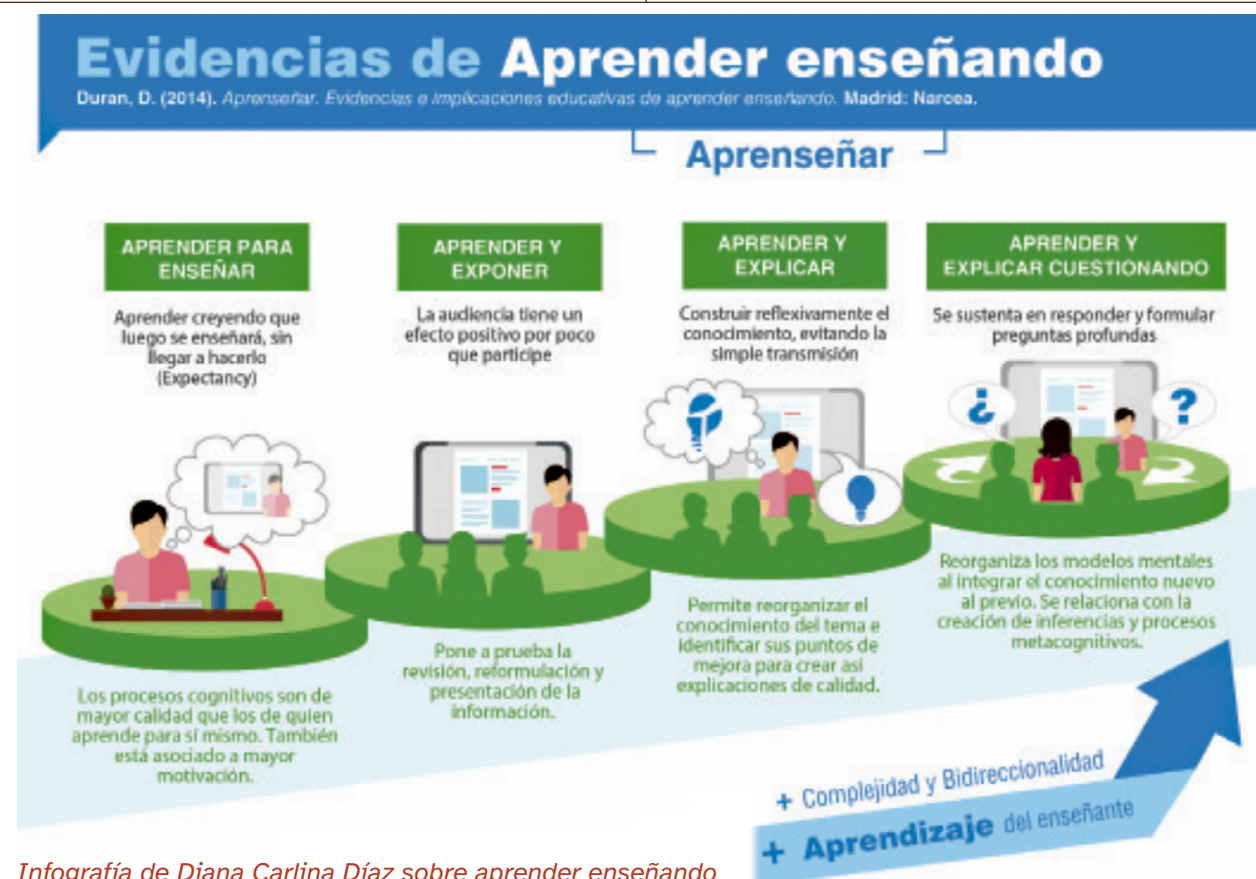 Evidencias de Aprender enseñando
Duran, D. (2014). Aprenseñar. Evidencias e implicaciones educativas de aprender enseñando. Madrid: Narcea.
Aprenseñar
APRENDER PARA
ENSEÑAR
Aprender creyendo que
luego se enseñará, sin
llegar a hacerlo
(Expectancy)
Los procesos cognitivos son de
mayor calidad que los de quien
aprende para sí mismo. También
está asociado a mayor
motivación.
APRENDER Y
EXPONER
La audiencia tiene un
efecto positivo por poco
que participe
Pone a prueba la
revisión, reformulación y
presentación de la
información.
APRENDER Y
EXPLICAR
Construir reflexivamente el
conocimiento, evitando la
simple transmisión
Permite reorganizar el
conocimiento del tema e
identificar sus puntos de
mejora para crear así
explicaciones de calidad.
APRENDER Y
EXPLICAR CUESTIONANDO
Se sustenta en responder y formular
preguntas profundas
¿
?
Reorganiza los modelos mentales
al integrar el conocimiento nuevo
al previo. Se relaciona con la
creación de inferencias y procesos
metacognitivos.
+ Complejidad y Bidireccionalidad
+ Aprendizaje del enseñante
Infografía de Diana Carlina Díaz sobre aprender enseñando